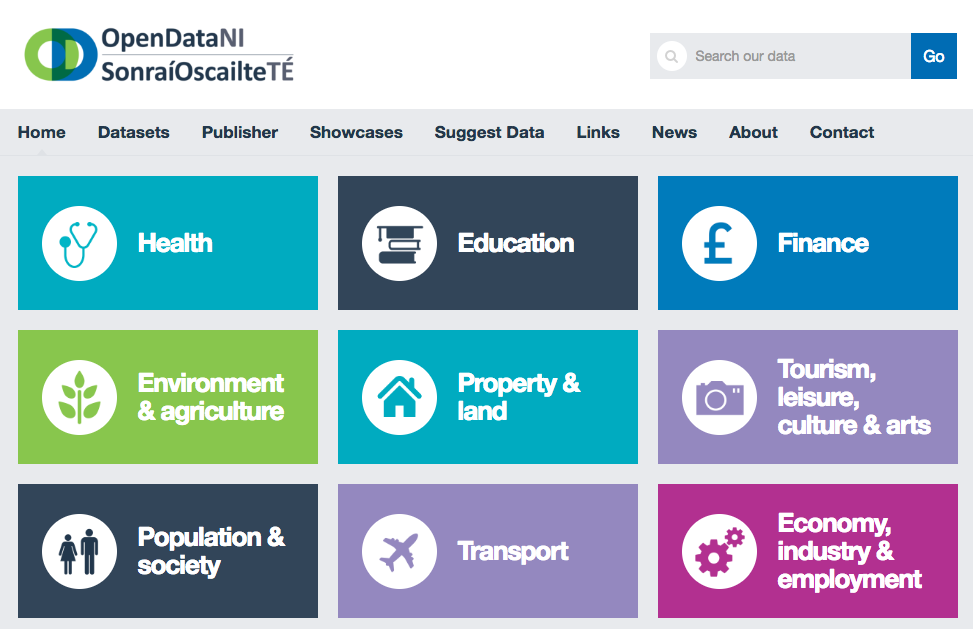 OpenDataNI
SonraíOscailteTÉ
Search our data
Go
Home Datasets Publisher Showcases Suggest Data Links News About Contact
Health
Education
£
Finance
Environment
& agriculture
Property &
land
Tourism,
leisure,
culture & arts
Population &
society
Transport
Economy,
industry &
employment